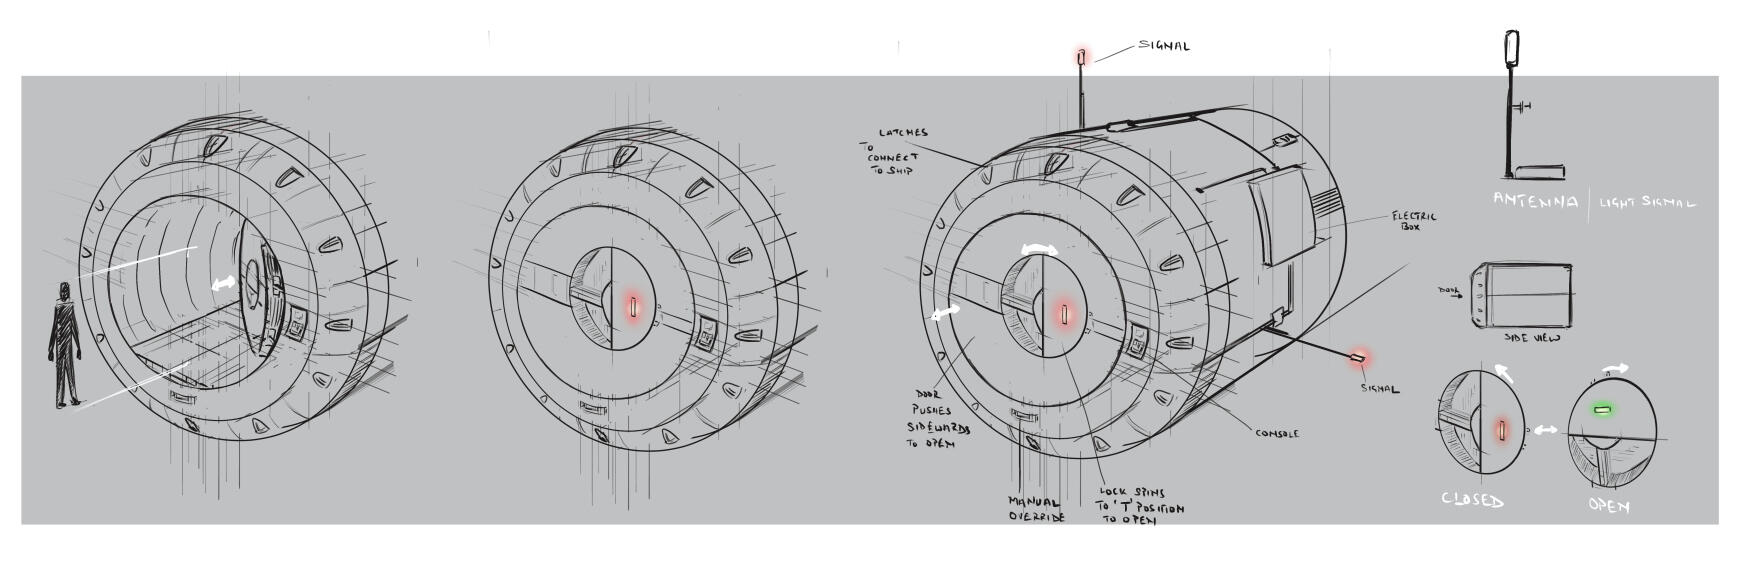 SIGNAL
LATCHES
TO
CONNECT
TO SHIP
ANTENNA | LIGHT SIGNAL
ELECTRIC
BOX
DOOR
SIDE VIEW
SIGNAL
DOOR
PUSHES
SIDEWARDS
TO OPEN
CONSOLE
MANUAL
OVERRIDE
LOCK SPINS
TO 'T' POSITION
TO OPEN
CLOSED
OPEN